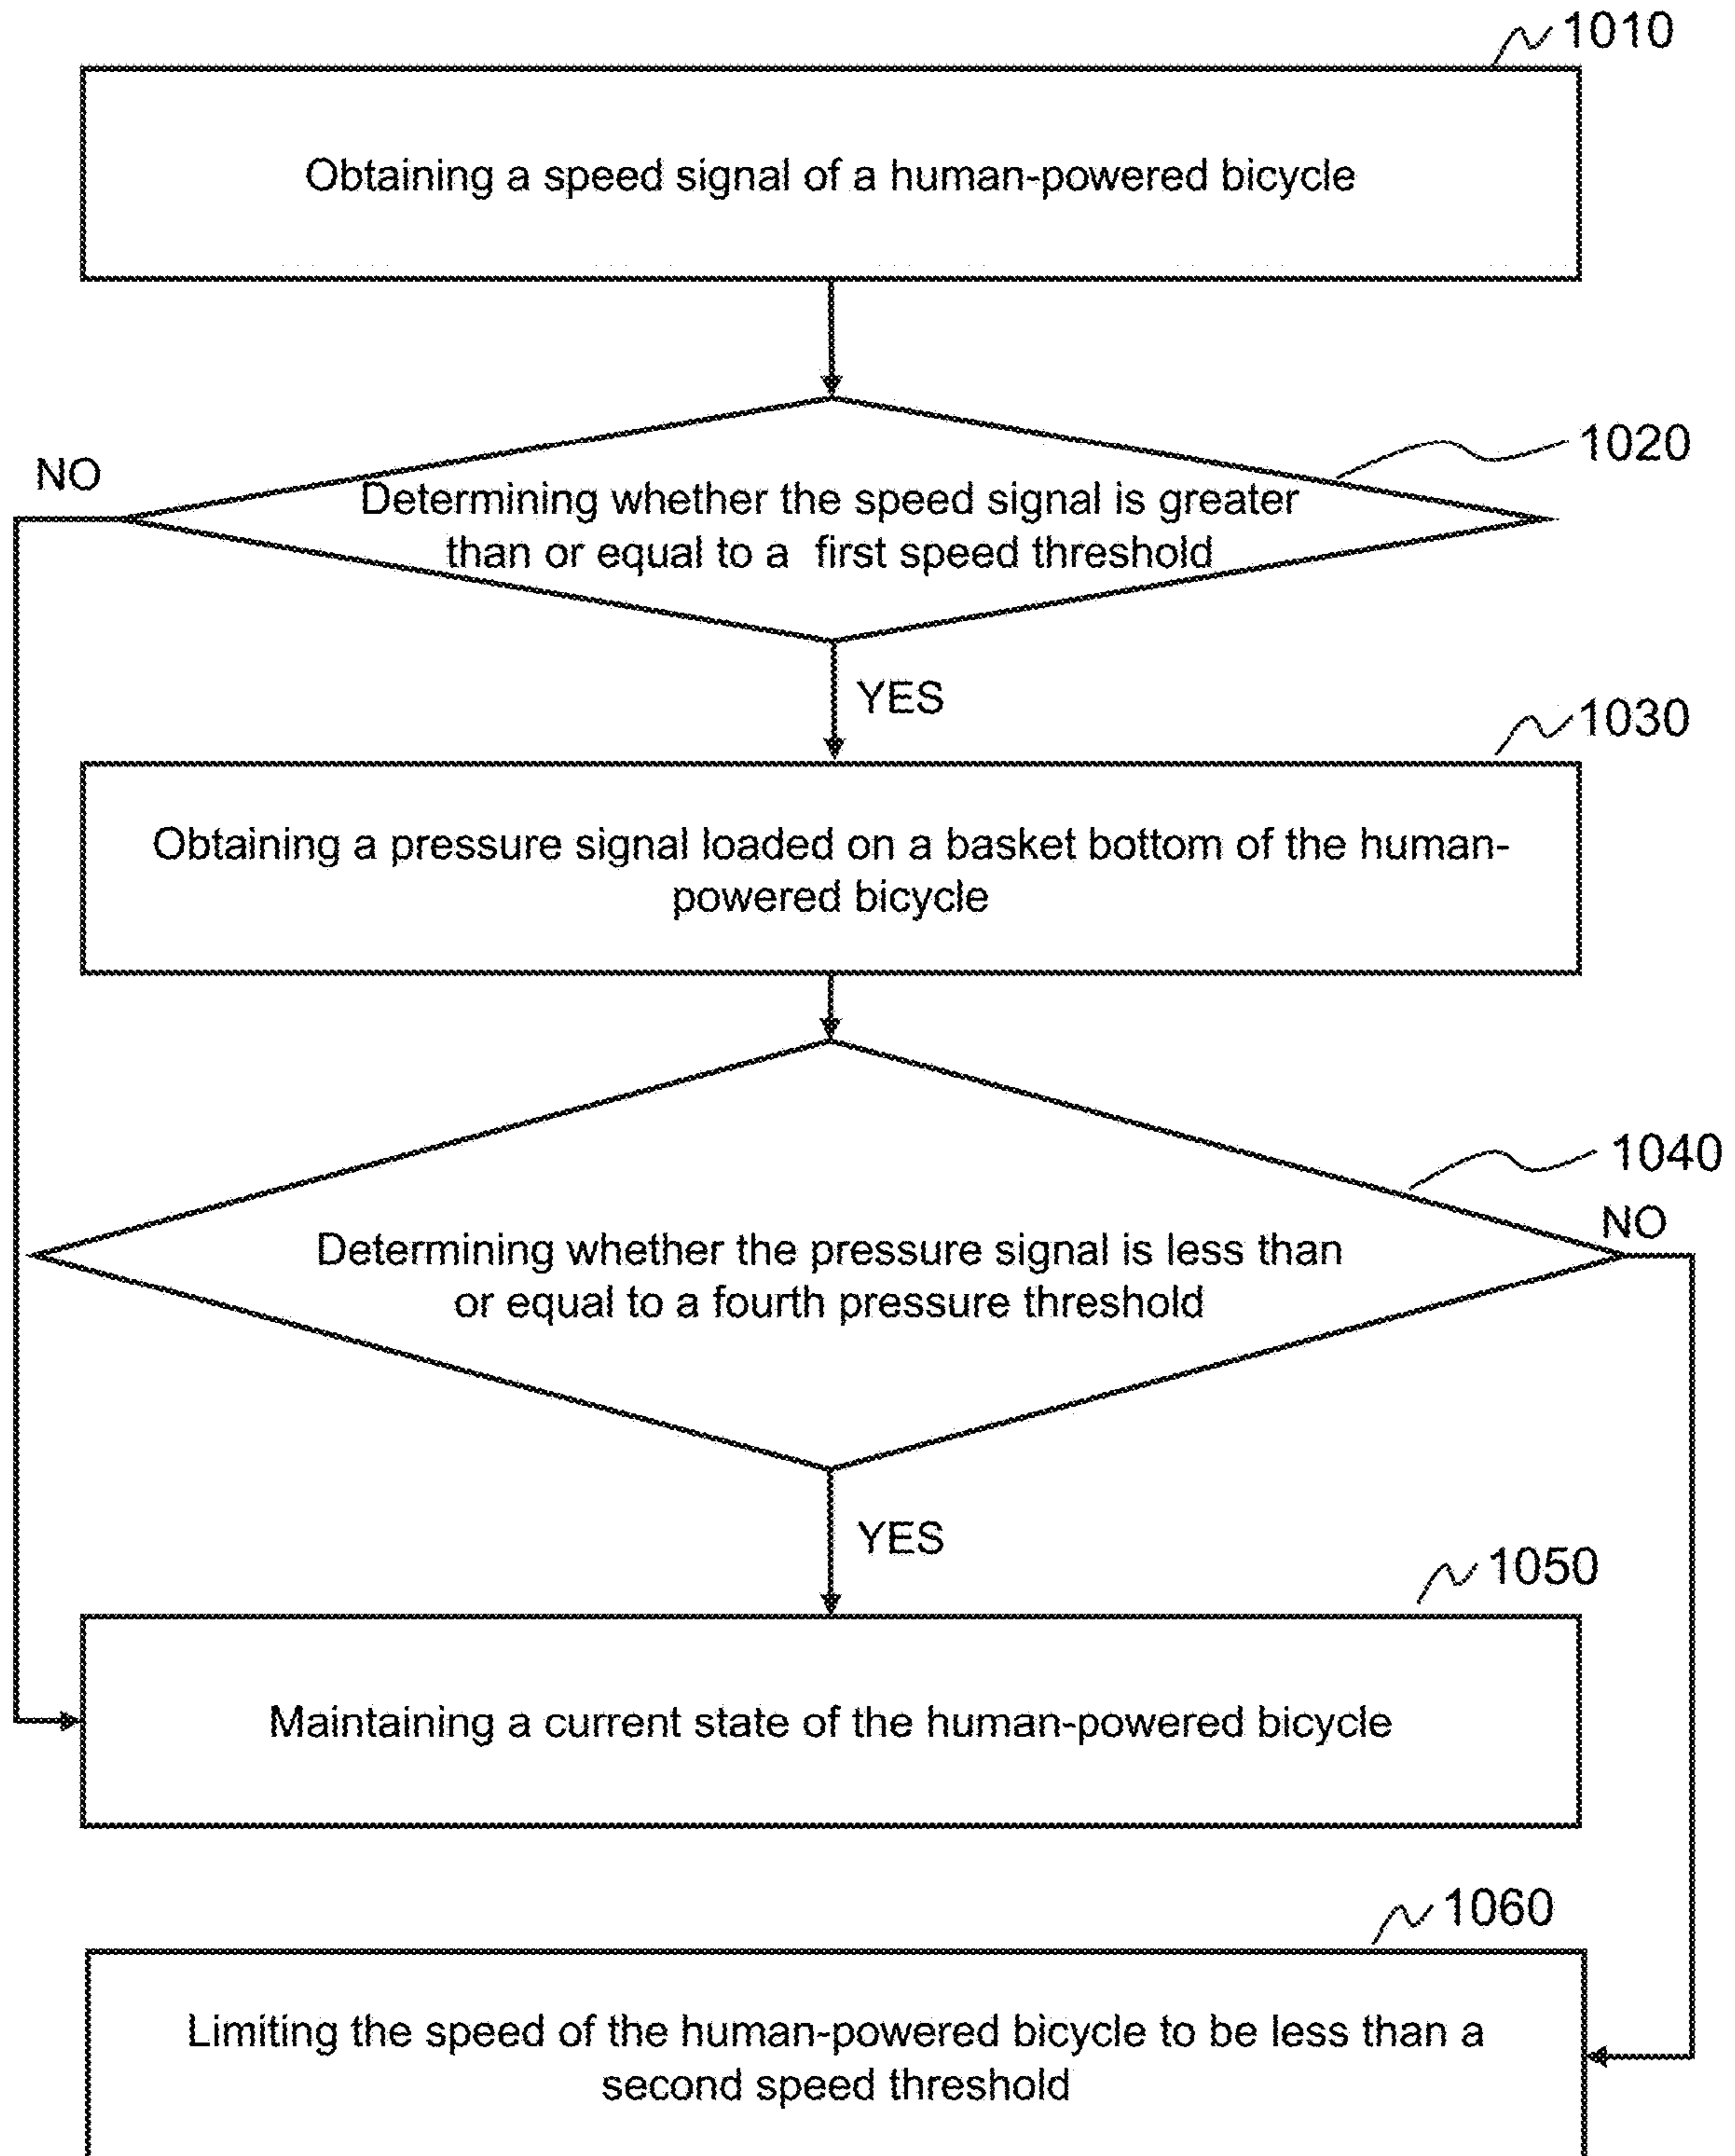 1010
Obtaining a speed signal of a human-powered bicycle
1020
NO
Determining whether the speed signal is greater
than or equal to a first speed threshold
YES
1030
Obtaining a pressure signal loaded on a basket bottom of the human-
powered bicycle
1040
NO
Determining whether the pressure signal is less than
or equal to a fourth pressure threshold
YES
1050
Maintaining a current state of the human-powered bicycle
1060
Limiting the speed of the human-powered bicycle to be less than a
second speed threshold